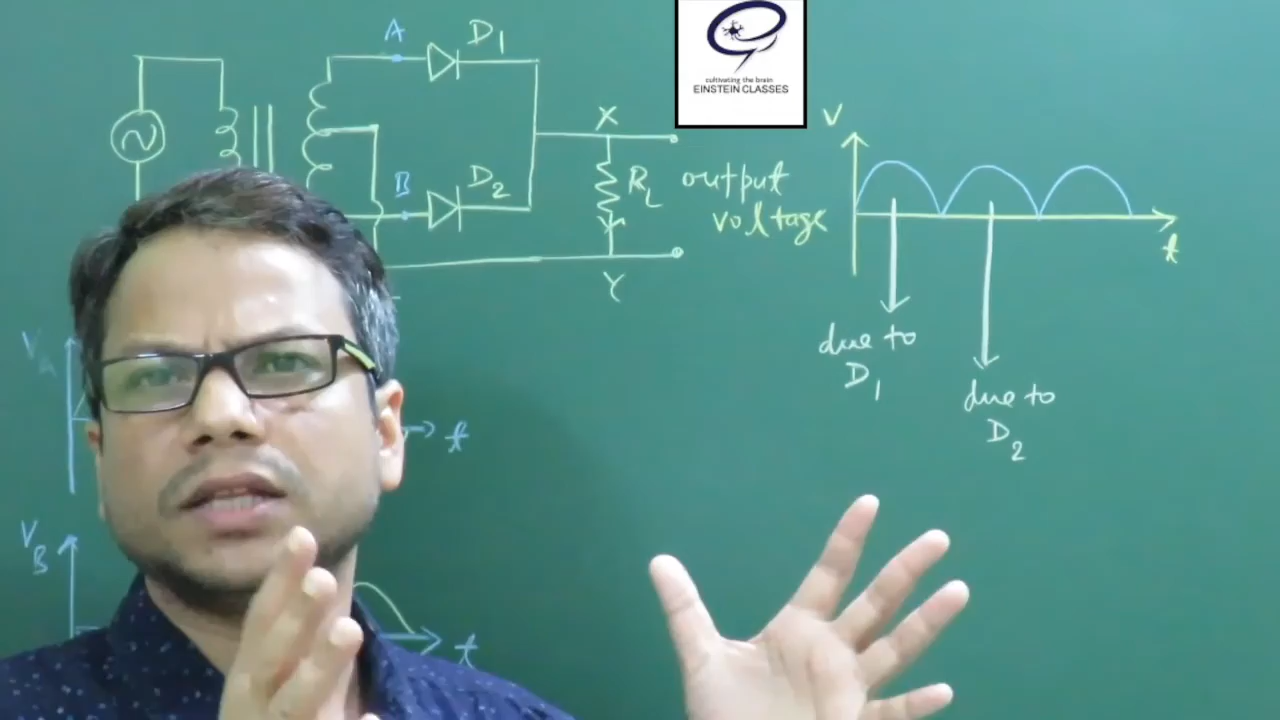 A
D1
B
D2
X
RL
Y
output
voltage
cultivating the brain
EINSTEIN CLASSES
V
t
due to
D1
due to
D2
VA
t
VB
t